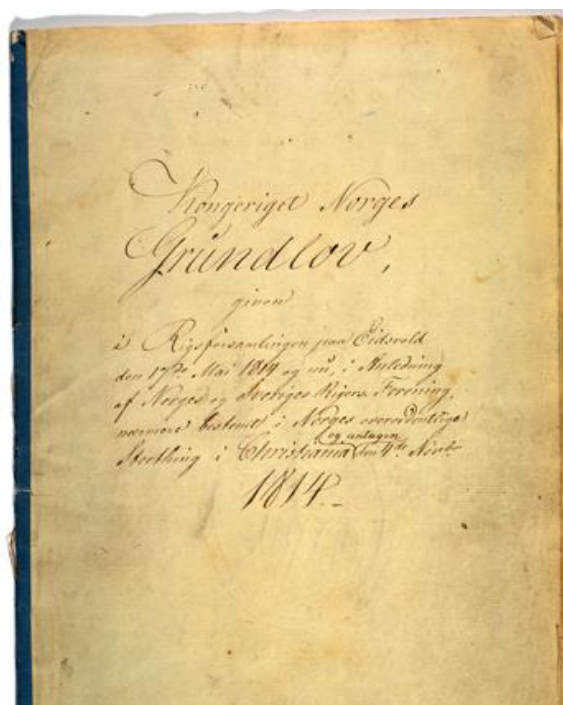 Kongeriget Norges
Grundlov,
given
i Rigsforsamlingen paa Eidsvold
den 17de Mai 1814 og nu, i Anledning
af Norges og Sveriges Rigers Forening,
nærmere bestemt i Norges overordentlige
og antagen
Storthing i Christiania den 4de Novbr
1814.